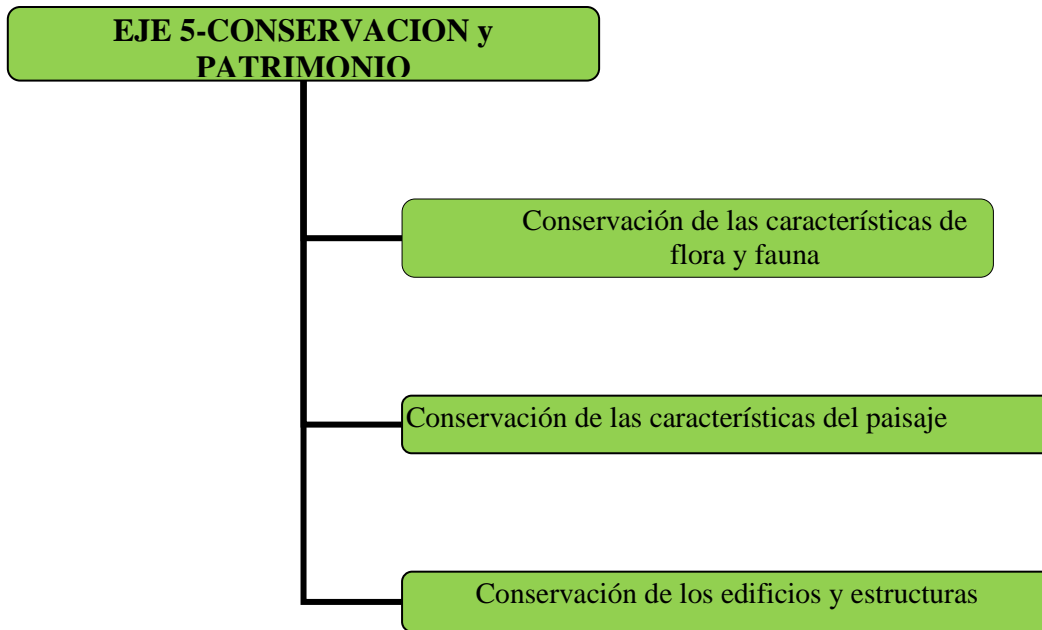 EJE 5-CONSERVACION y
PATRIMONIO
Conservación de las características de
flora y fauna
Conservación de las características del paisaje
Conservación de los edificios y estructuras